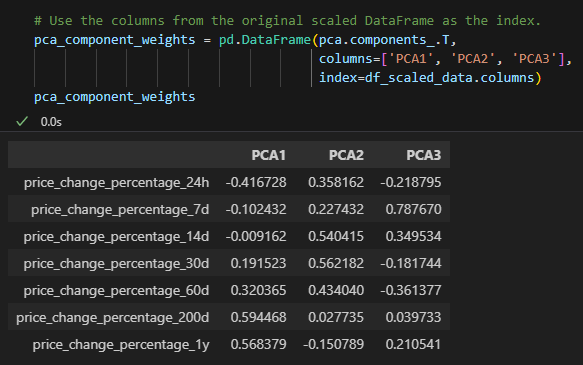 # Use the columns from the original scaled DataFrame as the index.
pca_component_weights = pd.DataFrame(pca.components_.T,
columns=['PCA1', 'PCA2', 'PCA3'],
index=df_scaled_data.columns)
pca_component_weights
0.0s
PCA1 PCA2 PCA3
price_change_percentage_24h -0.416728 0.358162 -0.218795
price_change_percentage_7d -0.102432 0.227432 0.787670
price_change_percentage_14d -0.009162 0.540415 0.349534
price_change_percentage_30d 0.191523 0.562182 -0.181744
price_change_percentage_60d 0.320365 0.434040 -0.361377
price_change_percentage_200d 0.594468 0.027735 0.039733
price_change_percentage_1y 0.568379 -0.150789 0.210541